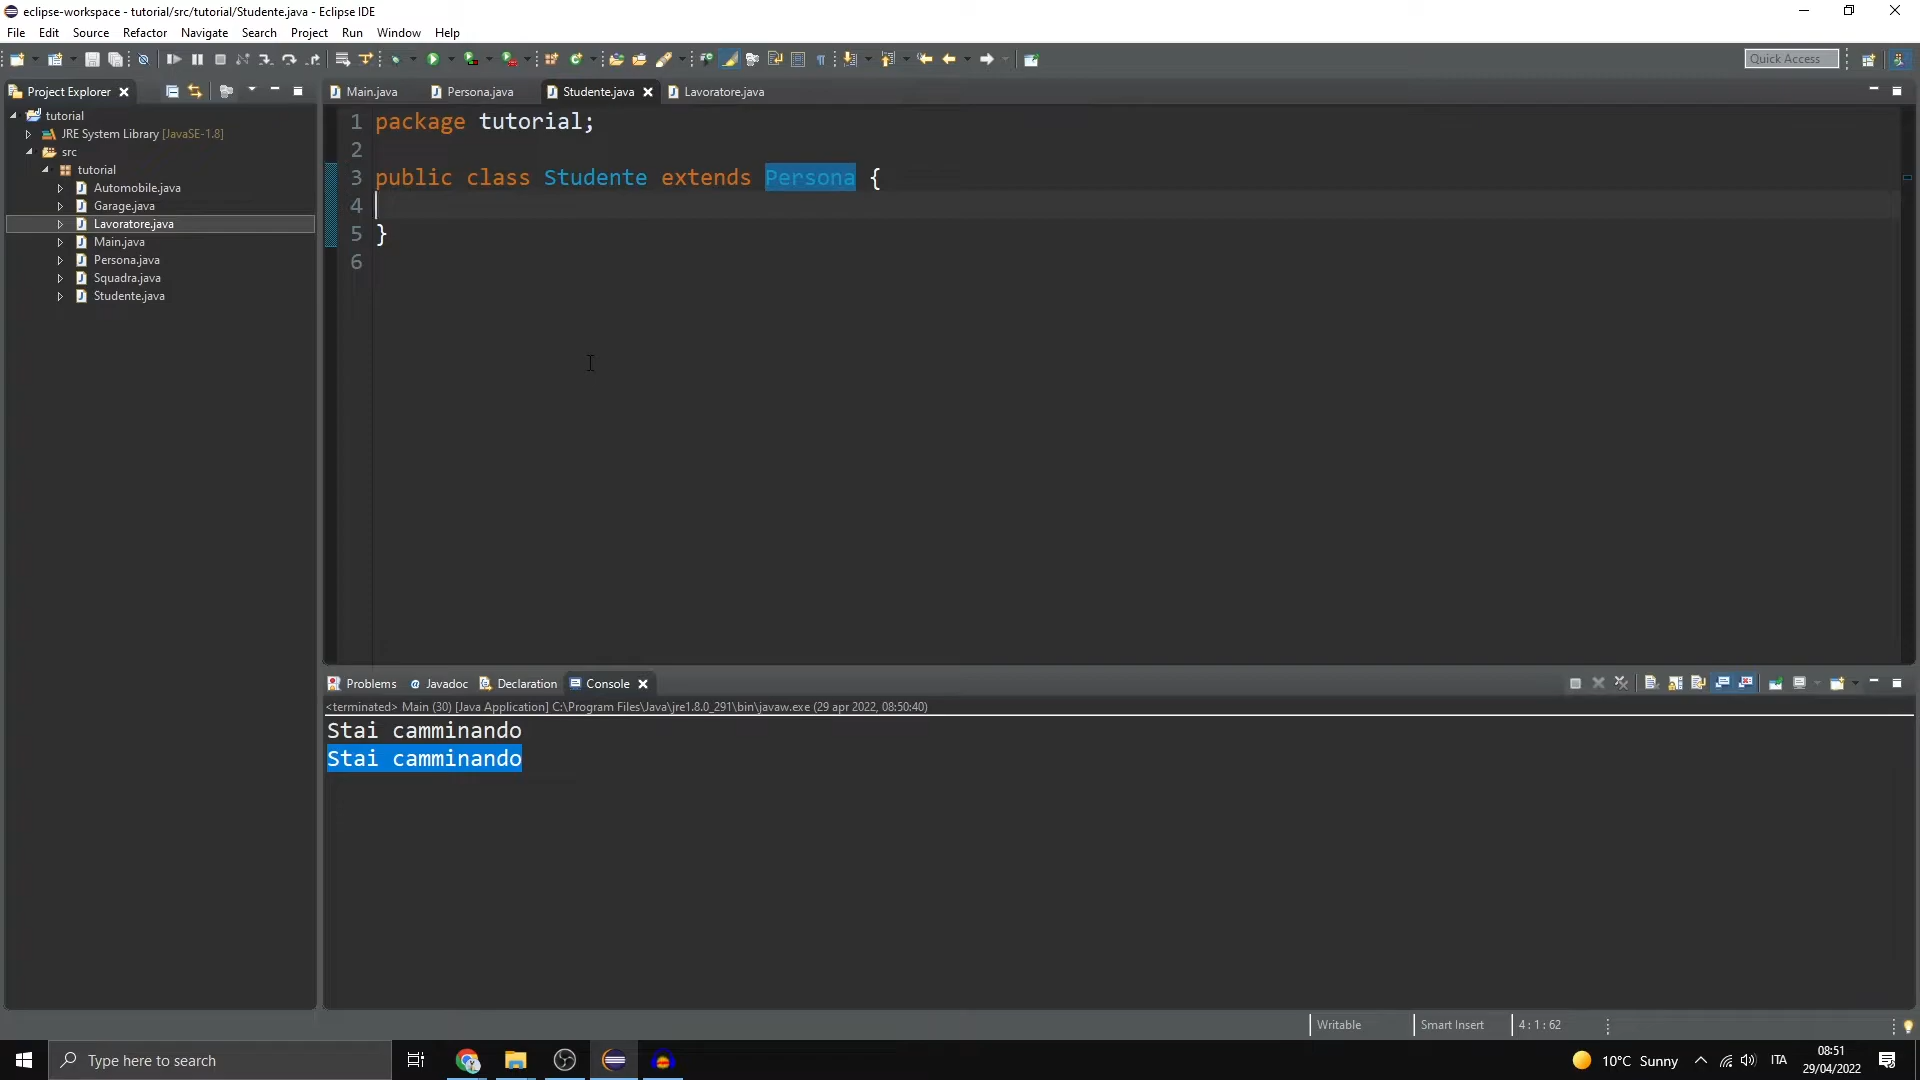 eclipse-workspace - tutorial/src/tutorial/Studente.java - Eclipse IDE
File Edit Source Refactor Navigate Search Project Run Window Help
Quick Access
Project Explorer
Main.java Persona.java Studente.java Lavoratore.java
tutorial
JRE System Library [JavaSE-1.8]
src
tutorial
Automobile.java
Garage.java
Lavoratore.java
Main.java
Persona.java
Squadra.java
Studente.java
1 package tutorial;
2
3 public class Studente extends Persona {
4
5 }
6
Problems Javadoc Declaration Console
<terminated> Main (30) [Java Application] C:\Program Files\Java\jre1.8.0_291\bin\javaw.exe (29 apr 2022, 08:50:40)
Stai camminando
Stai camminando
Writable Smart Insert 4 : 1 : 62
Type here to search
10°C Sunny
ITA
08:51
29/04/2022